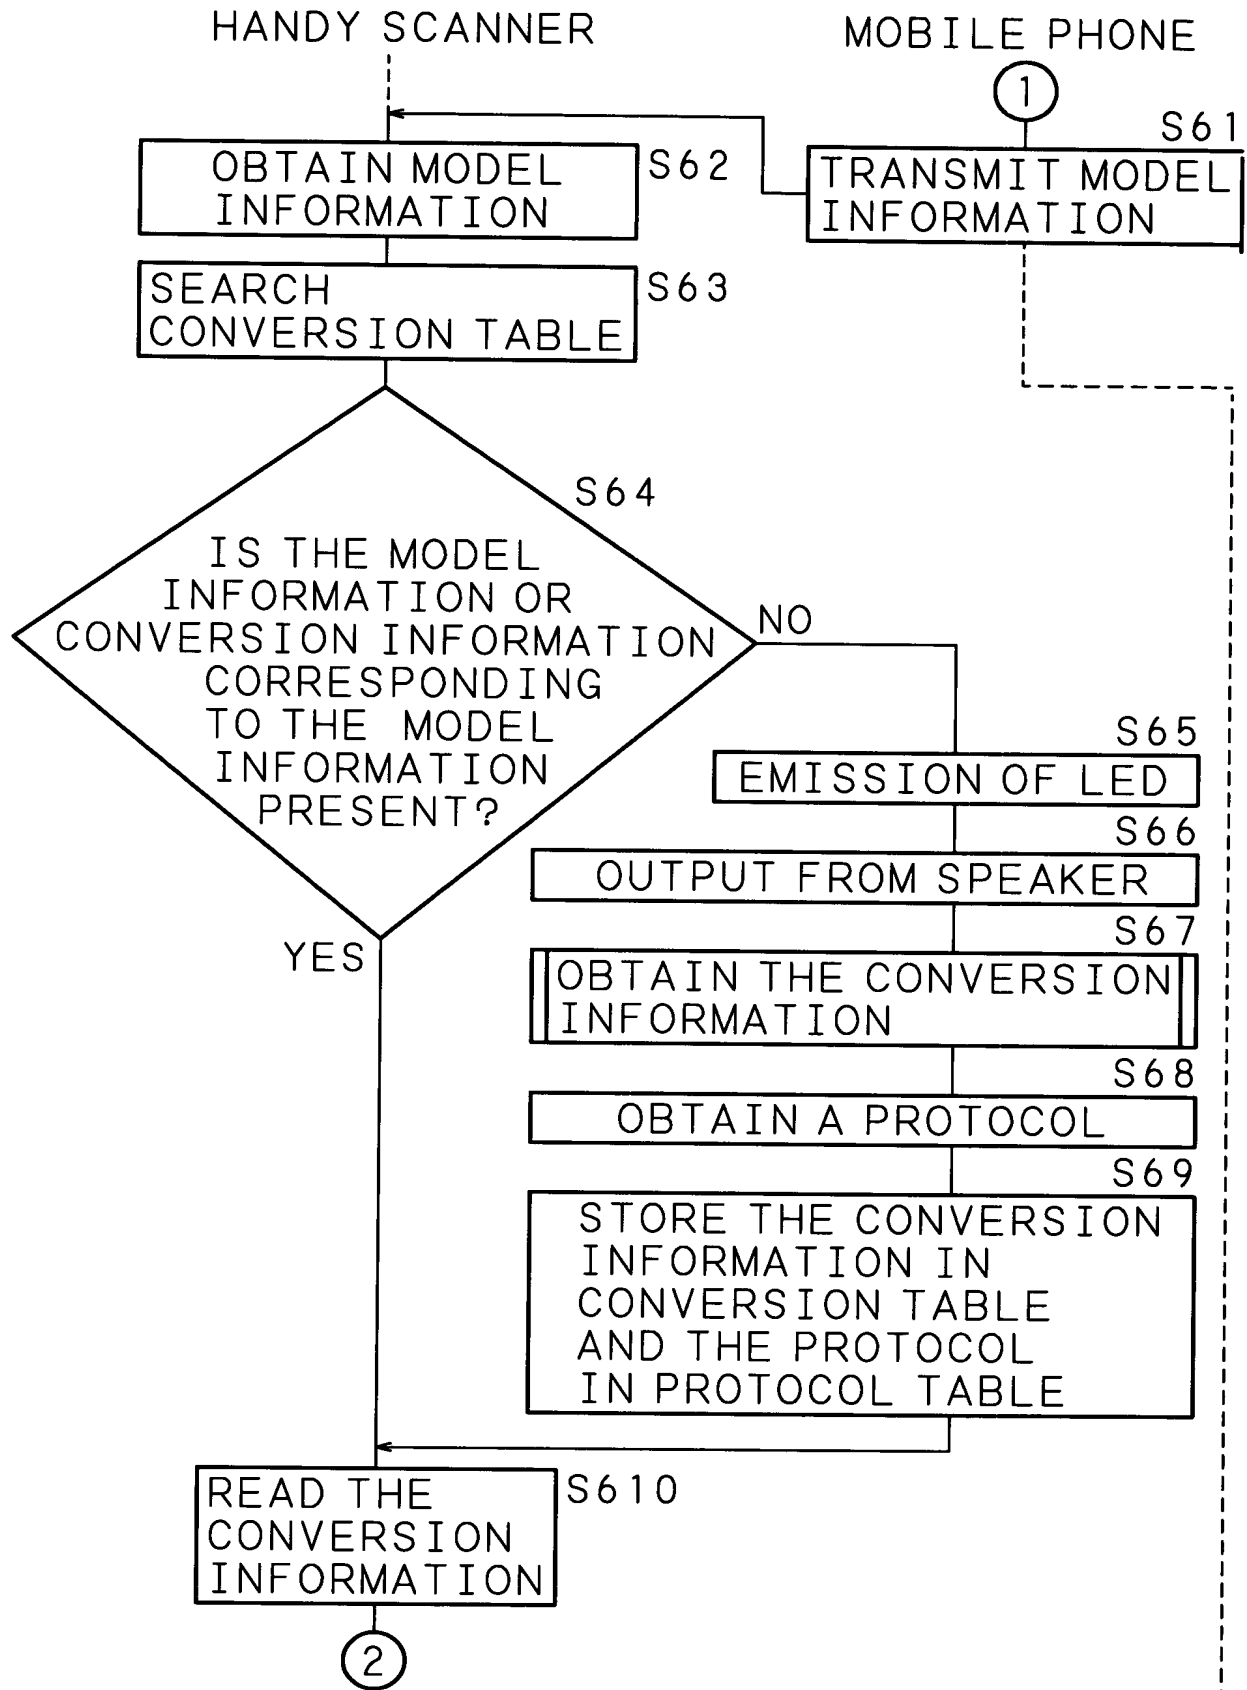 HANDY SCANNER
MOBILE PHONE
1
S61
TRANSMIT MODEL
INFORMATION
OBTAIN MODEL
INFORMATION
S62
SEARCH
CONVERSION TABLE
S63
S64
IS THE MODEL
INFORMATION OR
CONVERSION INFORMATION
CORRESPONDING
TO THE MODEL
INFORMATION
PRESENT?
NO
YES
S65
EMISSION OF LED
S66
OUTPUT FROM SPEAKER
S67
OBTAIN THE CONVERSION
INFORMATION
S68
OBTAIN A PROTOCOL
S69
STORE THE CONVERSION
INFORMATION IN
CONVERSION TABLE
AND THE PROTOCOL
IN PROTOCOL TABLE
READ THE
CONVERSION
INFORMATION
S610
2